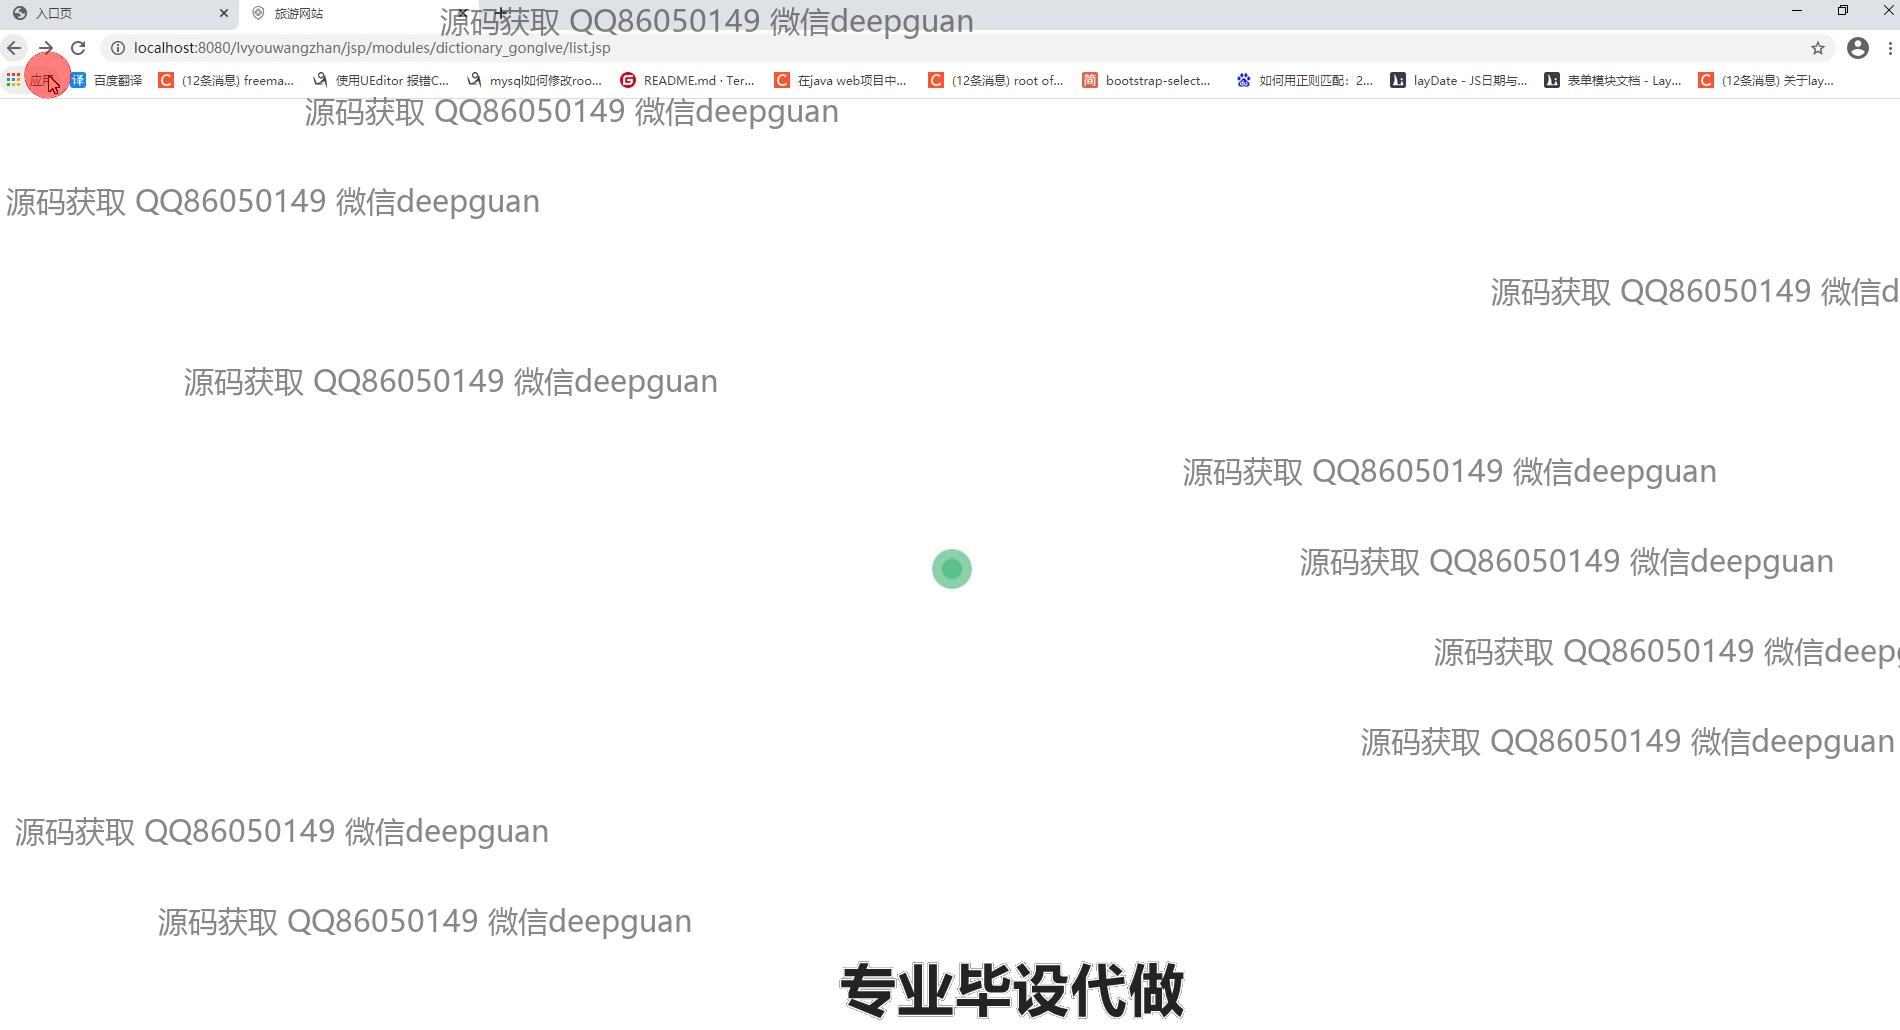 入口页
旅游网站
源码获取 QQ86050149 微信deepguan
localhost:8080/lvyouwangzhan/jsp/modules/dictionary_gonglve/list.jsp
应用
译 百度翻译
C (12条消息) freema...
使用UEditor 报错C...
mysql如何修改roo...
G README.md · Ter...
C 在java web项目中...
C (12条消息) root of...
简 bootstrap-select...
如何用正则匹配：2...
layDate - JS日期与...
表单模块文档 - Lay...
C (12条消息) 关于lay...
源码获取 QQ86050149 微信deepguan
源码获取 QQ86050149 微信deepguan
源码获取 QQ86050149 微信d
源码获取 QQ86050149 微信deepguan
源码获取 QQ86050149 微信deepguan
源码获取 QQ86050149 微信deepguan
源码获取 QQ86050149 微信deep
源码获取 QQ86050149 微信deepguan
源码获取 QQ86050149 微信deepguan
源码获取 QQ86050149 微信deepguan
专业毕设代做